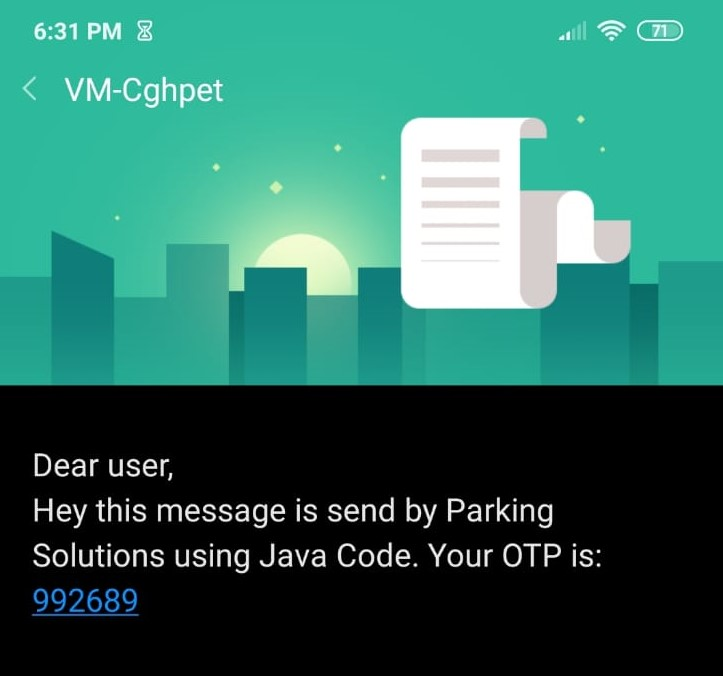 6:31 PM
71
VM-Cghpet
Dear user,
Hey this message is send by Parking
Solutions using Java Code. Your OTP is:
992689